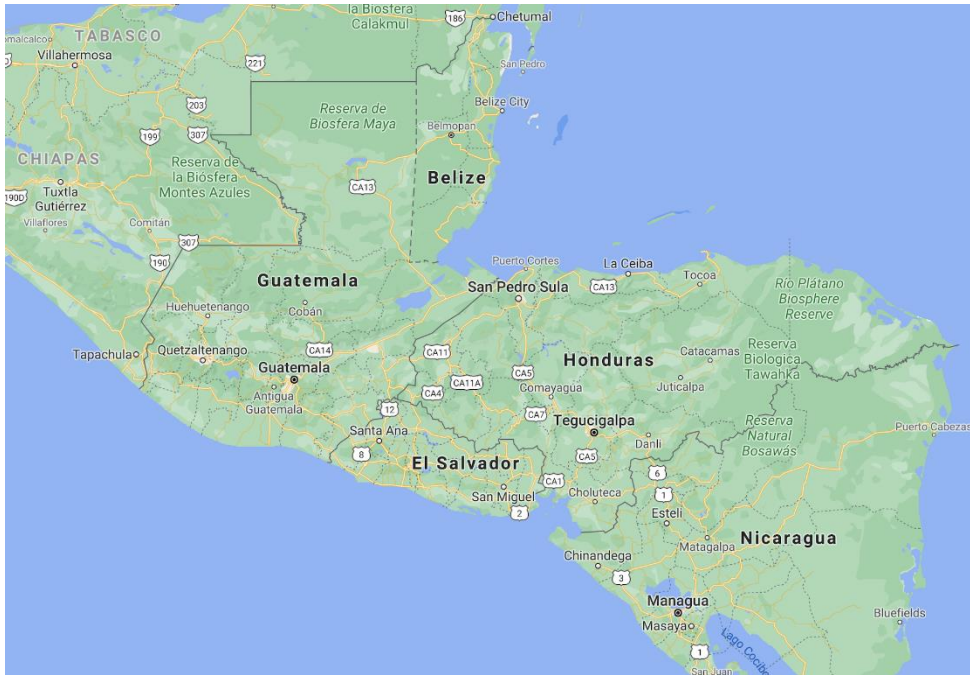 la Biosfera
Calakmul
186
Chetumal
TABASCO
Villahermosa
221
San Pedro
203
Reserva de
Biosfera Maya
Belize City
199
307
Belmopan
CHIAPAS
Reserva de
la Biósfera
Montes Azules
CA13
Belize
190D
Tuxtla
Gutiérrez
Villaflores
Comitán
307
190
Puerto Cortes
La Ceiba
Tocoa
Guatemala
San Pedro Sula
CA13
Río Plátano
Biosphere
Reserve
Huehuetenango
Cobán
Tapachula
Quetzaltenango
CA14
CA11
Honduras
Catacamas
Reserva
Biologica
Tawahka
Guatemala
CA5
CA11A
Juticalpa
Antigua
Guatemala
CA4
Comayagua
12
CA7
Tegucigalpa
Reserva
Natural
Bosawás
Puerto Cabezas
Santa Ana
Danli
8
El Salvador
CA5
6
San Miguel
CA1
Choluteca
1
2
Esteli
Nicaragua
Matagalpa
Chinandega
3
Managua
Masaya
Bluefields
Lago Cocibo
1
San Juan